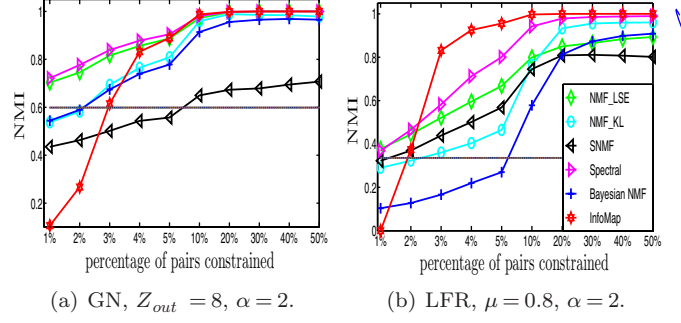 1
0.8
0.6
0.4
0.2
NMI
1% 2% 3% 4% 5% 10% 20% 30% 40% 50%
percentage of pairs constrained
(a) GN, Z_out = 8, α = 2.
1
0.8
0.6
0.4
0.2
0
NMI
NMF_LSE
NMF_KL
SNMF
Spectral
Bayesian NMF
InfoMap
1% 2% 3% 4% 5% 10% 20% 30% 40% 50%
percentage of pairs constrained
(b) LFR, μ = 0.8, α = 2.